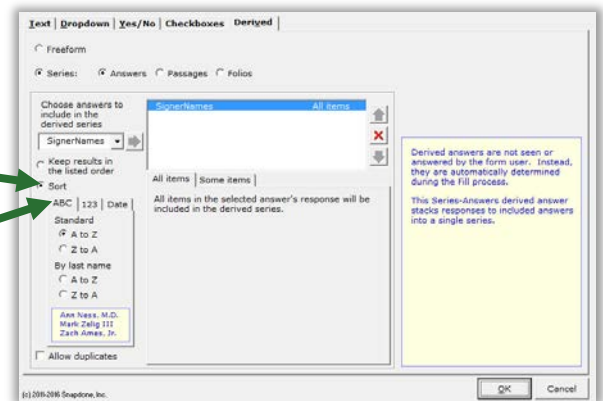 Text | Dropdown | Yes/No | Checkboxes | Derived
Freeform
Series: Answers Passages Folios
Choose answers to
include in the
derived series
SignerNames
SignerNames All items
Keep results in
the listed order
Sort
ABC | 123 | Date
Standard
A to Z
Z to A
By last name
A to Z
Z to A
Ann Ness, M.D.
Mark Zelig III
Zach Ames, Jr.
Allow duplicates
All items | Some items
All items in the selected answer's response will be
included in the derived series.
Derived answers are not seen or
answered by the form user. Instead,
they are automatically determined
during the Fill process.
This Series-Answers derived answer
stacks responses to included answers
into a single series.
(c) 2011-2016 Snapdone, Inc.
OK Cancel